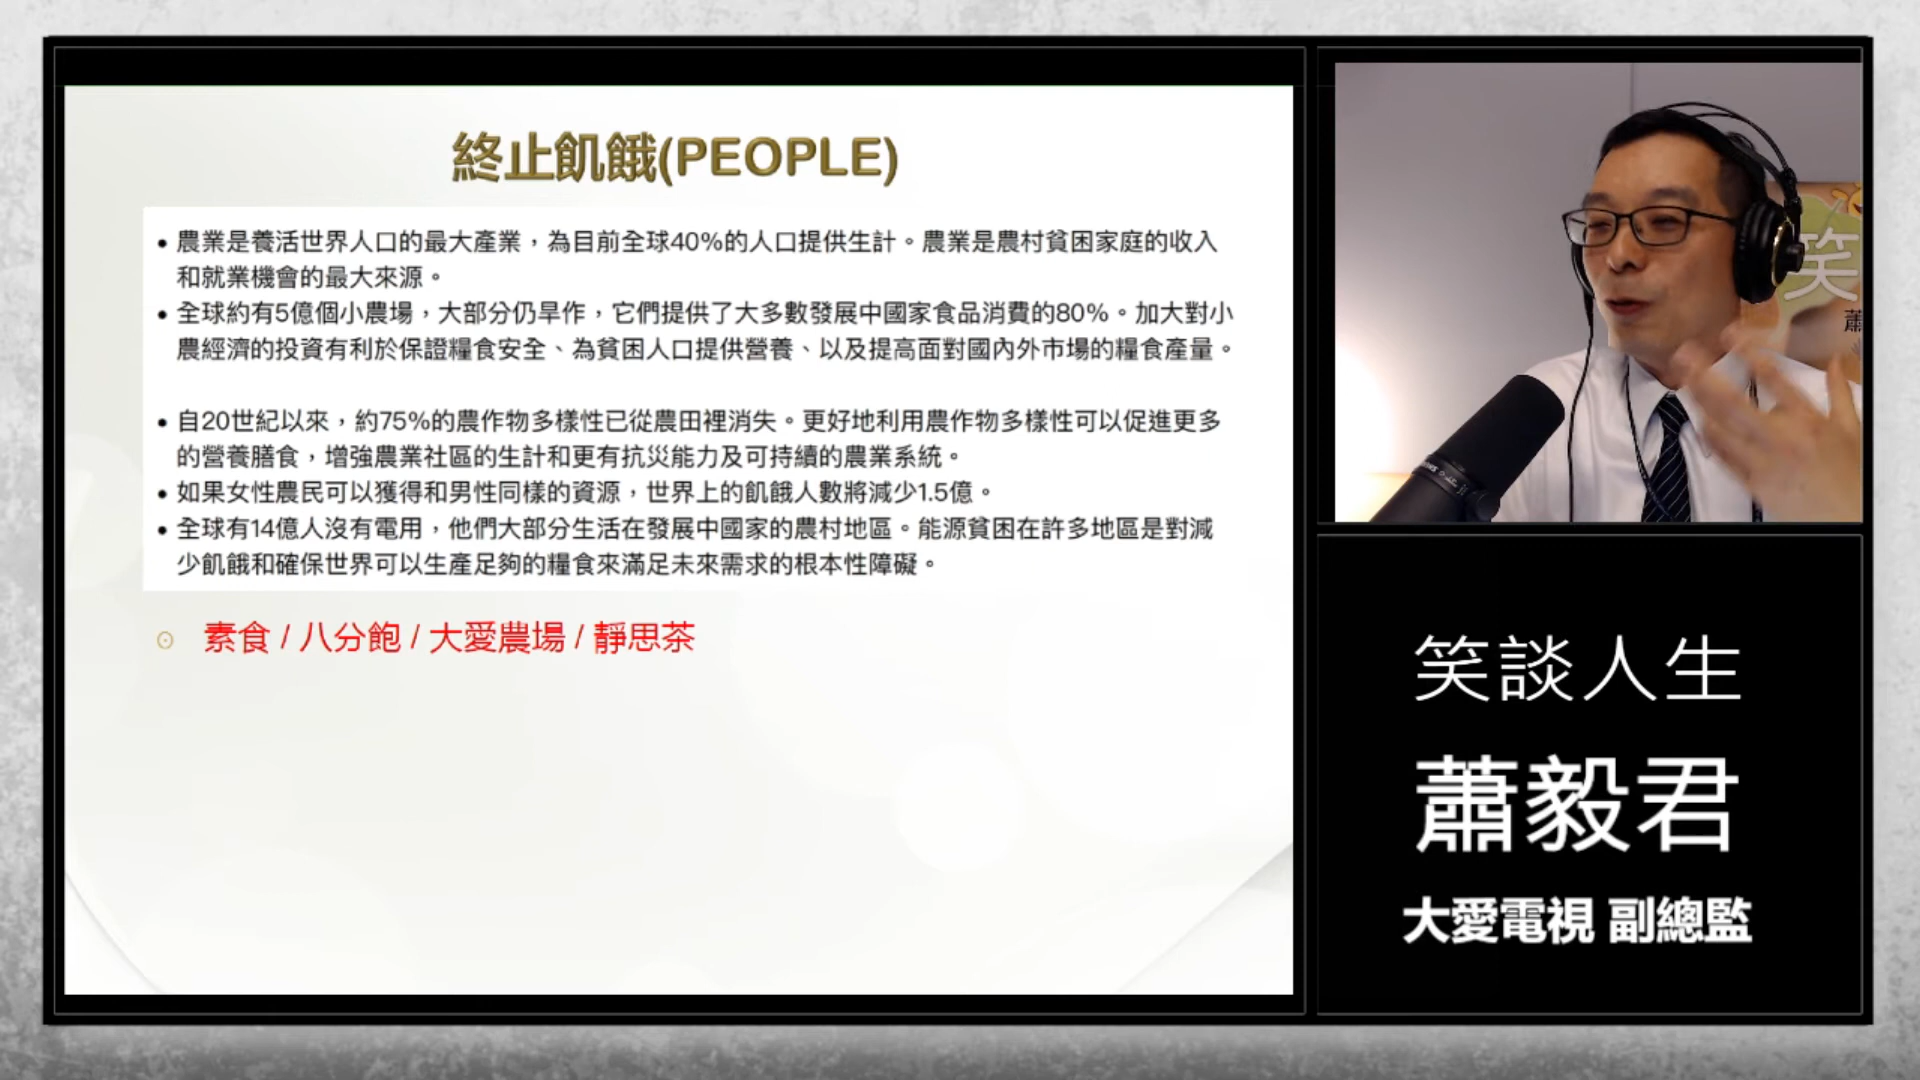 終止飢餓(PEOPLE)
• 農業是養活世界人口的最大產業，為目前全球40%的人口提供生計。農業是農村貧困家庭的收入
和就業機會的最大來源。
• 全球約有5億個小農場，大部分仍旱作，它們提供了大多數發展中國家食品消費的80%。加大對小
農經濟的投資有利於保證糧食安全、為貧困人口提供營養、以及提高面對國內外市場的糧食產量。
• 自20世紀以來，約75%的農作物多樣性已從農田裡消失。更好地利用農作物多樣性可以促進更多
的營養膳食，增強農業社區的生計和更有抗災能力及可持續的農業系統。
• 如果女性農民可以獲得和男性同樣的資源，世界上的飢餓人數將減少1.5億。
• 全球有14億人沒有電用，他們大部分生活在發展中國家的農村地區。能源貧困在許多地區是對減
少飢餓和確保世界可以生產足夠的糧食來滿足未來需求的根本性障礙。
素食 / 八分飽 / 大愛農場 / 靜思茶
笑
蕭
笑談人生
蕭毅君
大愛電視 副總監